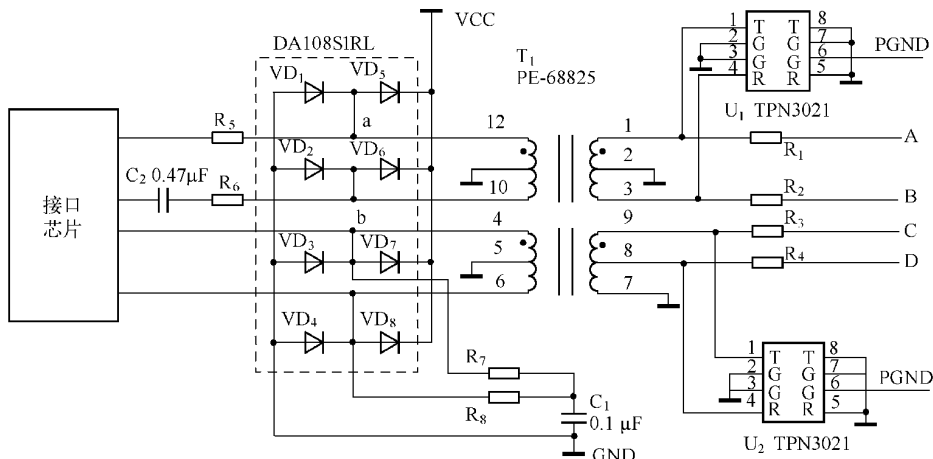 VCC
DA108S1RL
VD1
VD5
T1
PE-68825
1
2
3
4
T
G
G
R
T
G
G
R
8
7
6
5
PGND
U1 TPN3021
R5
a
12
1
A
R1
VD2
VD6
2
C2 0.47μF
R6
10
3
R2
B
接口
芯片
b
4
9
R3
C
VD3
VD7
5
8
R4
D
6
7
VD4
VD8
R7
R8
C1
0.1 μF
GND
1
2
3
4
T
G
G
R
T
G
G
R
8
7
6
5
PGND
U2 TPN3021